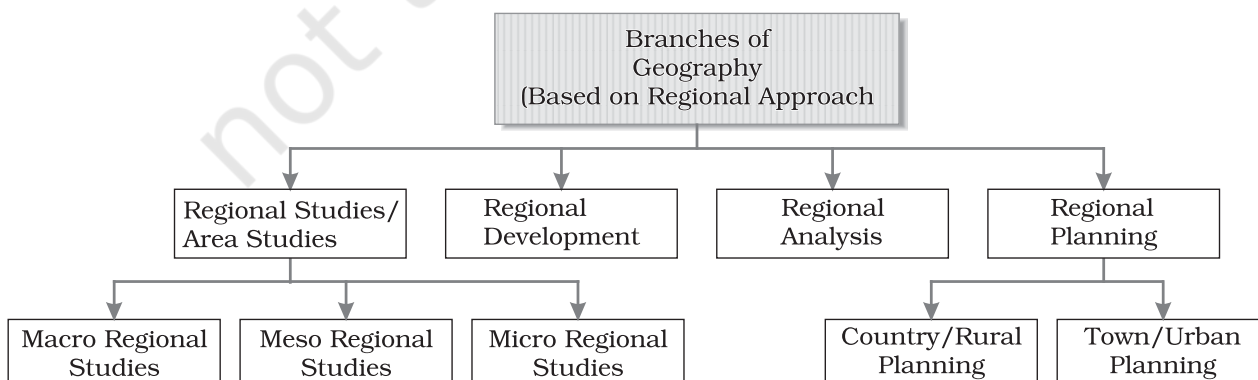 not
Branches of
Geography
(Based on Regional Approach
Regional Studies/
Area Studies
Regional
Development
Regional
Analysis
Regional
Planning
Macro Regional
Studies
Meso Regional
Studies
Micro Regional
Studies
Country/Rural
Planning
Town/Urban
Planning